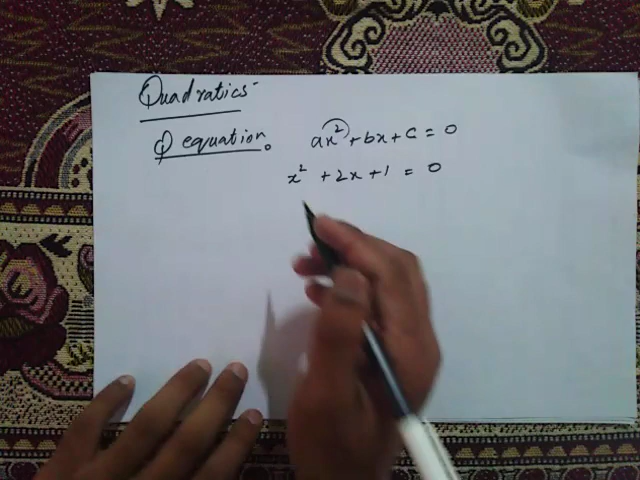 Quadratics-
Q equation. ax² + bx + c = 0
x² + 2x + 1 = 0